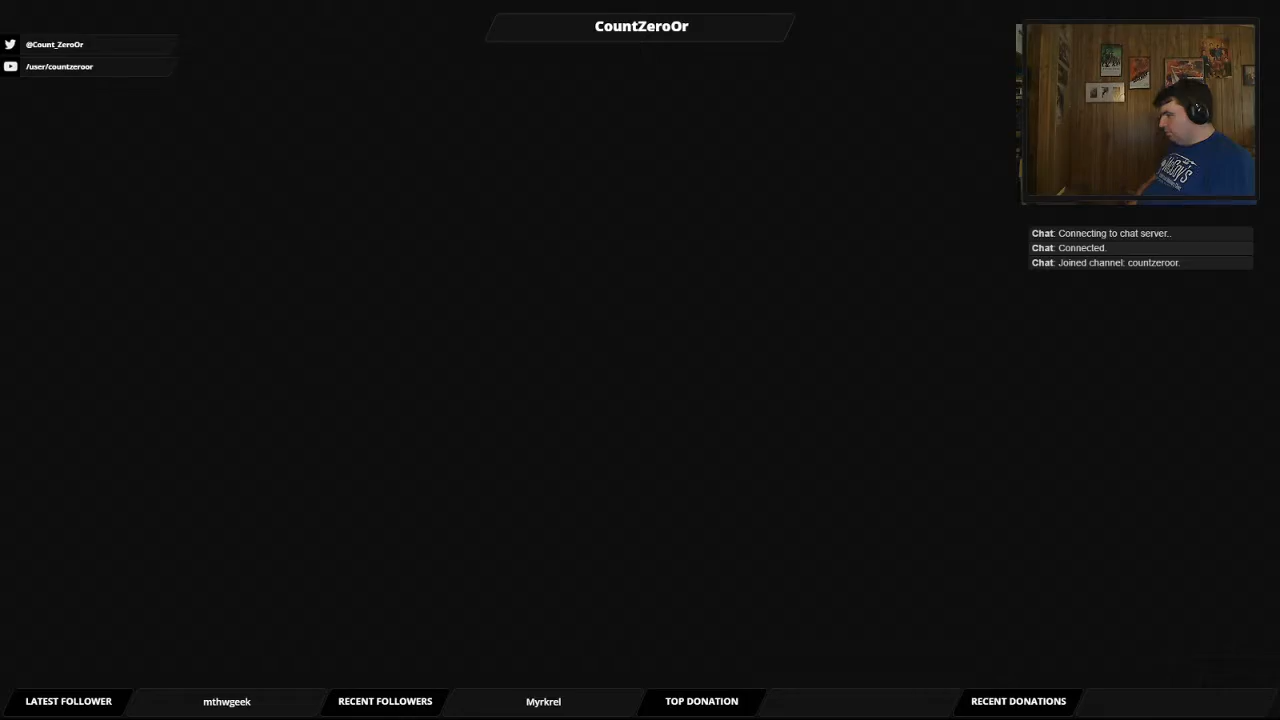 CountZeroOr
@Count_ZeroOr
/user/countzeroor
McCoy's
Chat: Connecting to chat server..
Chat: Connected.
Chat: Joined channel: countzeroor.
LATEST FOLLOWER
mthwgeek
RECENT FOLLOWERS
Myrkrel
TOP DONATION
RECENT DONATIONS